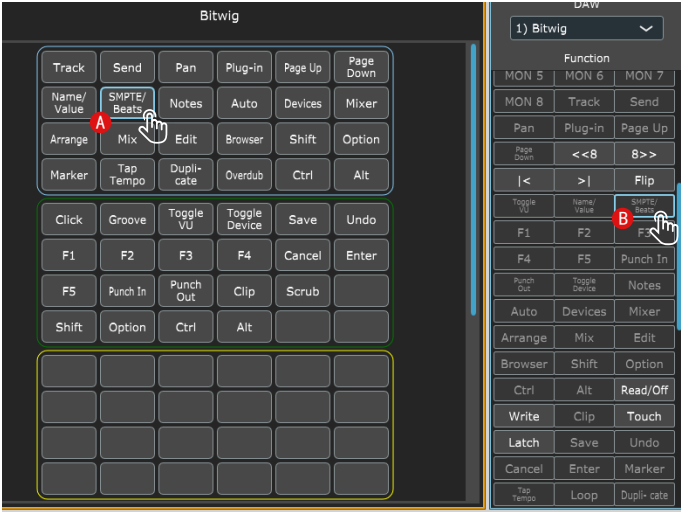 Bitwig
Track Send Pan Plug-in Page Up Page
Down
Name/
Value SMPTE/
Beats Notes Auto Devices Mixer
A
Arrange Mix Edit Browser Shift Option
Marker Tap
Tempo Dupli-
cate Overdub Ctrl Alt
Click Groove Toggle
VU Toggle
Device Save Undo
F1 F2 F3 F4 Cancel Enter
F5 Punch In Punch
Out Clip Scrub
Shift Option Ctrl Alt
DAW
1) Bitwig
Function
MON 5 MON 6 MON 7
MON 8 Track Send
Pan Plug-in Page Up
Page
Down <<8 8>>
|< >| Flip
Toggle
VU Name/
Value SMPTE/
Beats
B
F1 F2 F3
F4 F5 Punch In
Punch
Out Toggle
Device Notes
Auto Devices Mixer
Arrange Mix Edit
Browser Shift Option
Ctrl Alt Read/Off
Write Clip Touch
Latch Save Undo
Cancel Enter Marker
Tap
Tempo Loop Dupli- cate